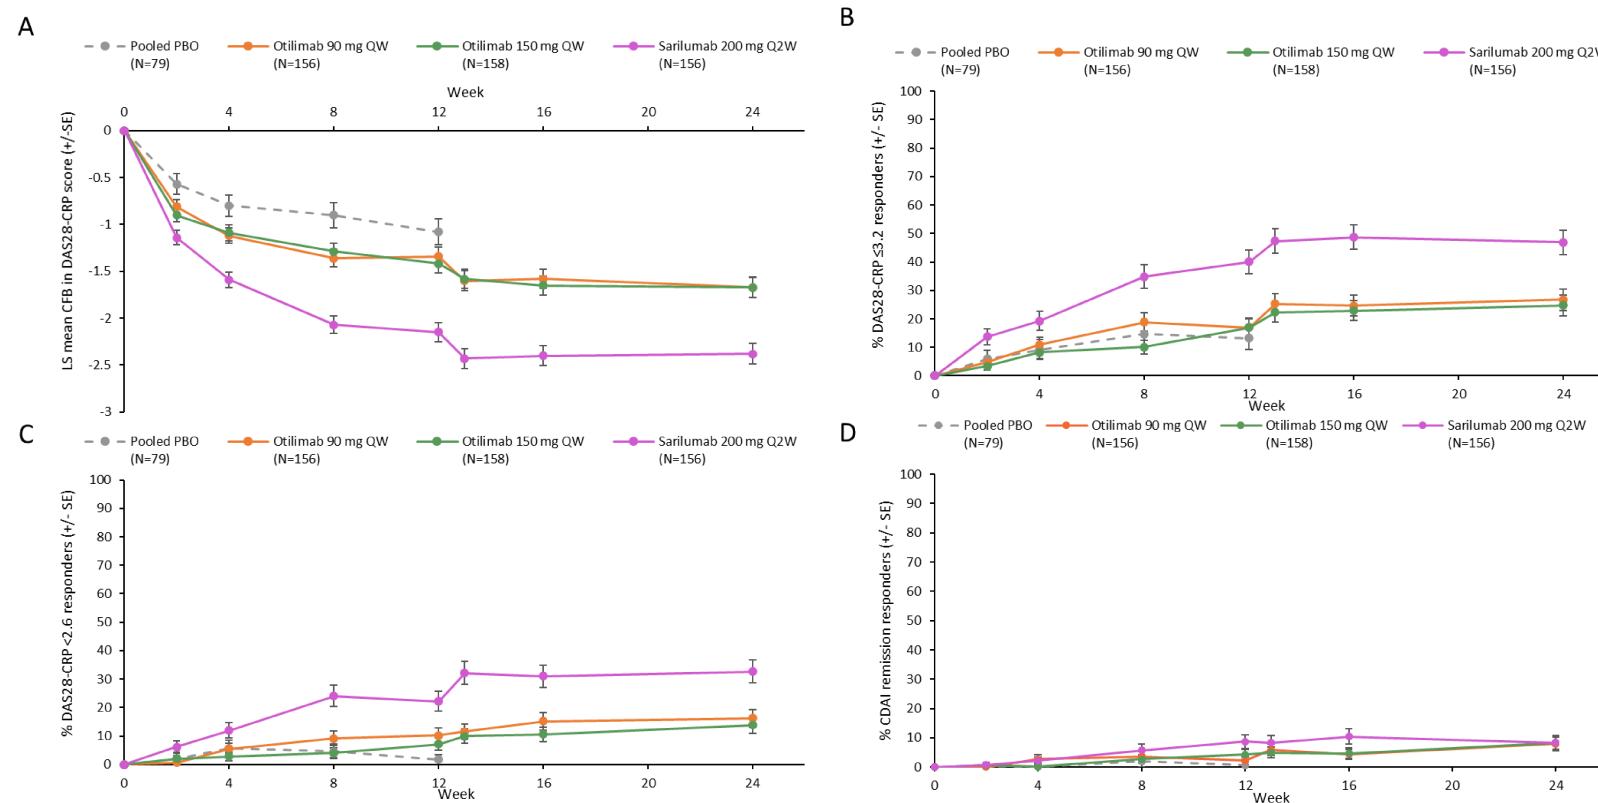 A
Pooled PBO Otilimab 90 mg QW Otilimab 150 mg QW Sarilumab 200 mg Q2W
(N=79) (N=156) (N=158) (N=156)
Week
0 4 8 12 16 20 24
LS mean CFB in DAS28-CRP score (+/-SE)
0
-0.5
-1
-1.5
-2
-2.5
-3
B
Pooled PBO Otilimab 90 mg QW Otilimab 150 mg QW Sarilumab 200 mg Q2W
(N=79) (N=156) (N=158) (N=156)
% DAS28-CRP ≤3.2 responders (+/- SE)
100
90
80
70
60
50
40
30
20
10
0
0 4 8 12 16 20 24
Week
C
Pooled PBO Otilimab 90 mg QW Otilimab 150 mg QW Sarilumab 200 mg Q2W
(N=79) (N=156) (N=158) (N=156)
% DAS28-CRP <2.6 responders (+/- SE)
100
90
80
70
60
50
40
30
20
10
0
0 4 8 12 16 20 24
Week
D
Pooled PBO Otilimab 90 mg QW Otilimab 150 mg QW Sarilumab 200 mg Q2W
(N=79) (N=156) (N=158) (N=156)
% CDAI remission responders (+/- SE)
100
90
80
70
60
50
40
30
20
10
0
0 4 8 12 16 20 24
Week